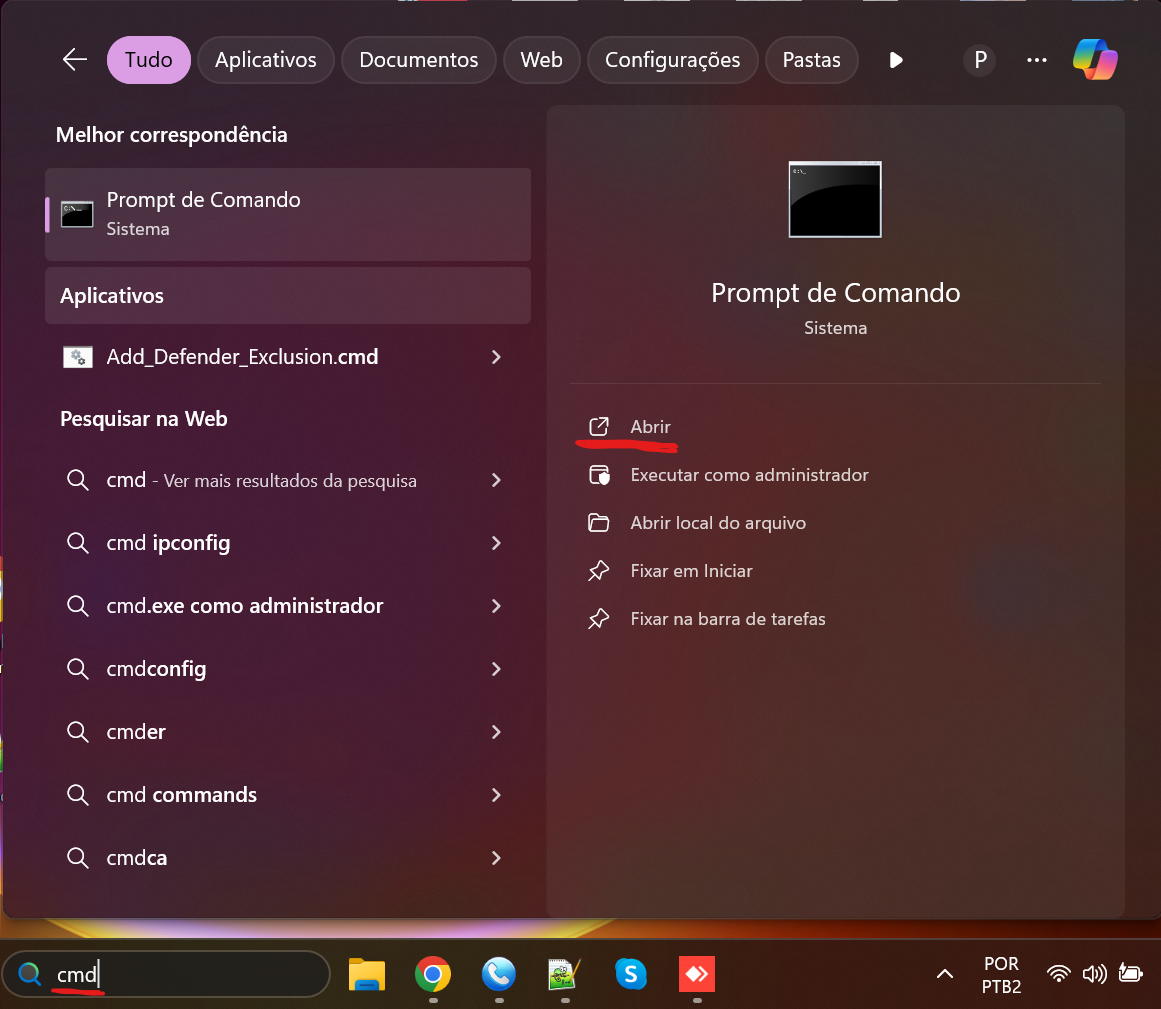 Tudo Aplicativos Documentos Web Configurações Pastas P
Melhor correspondência
Prompt de Comando
Sistema
Aplicativos
Add_Defender_Exclusion.cmd
Pesquisar na Web
cmd - Ver mais resultados da pesquisa
cmd ipconfig
cmd.exe como administrador
cmdconfig
cmder
cmd commands
cmdca
Prompt de Comando
Sistema
Abrir
Executar como administrador
Abrir local do arquivo
Fixar em Iniciar
Fixar na barra de tarefas
cmd
S
POR
PTB2